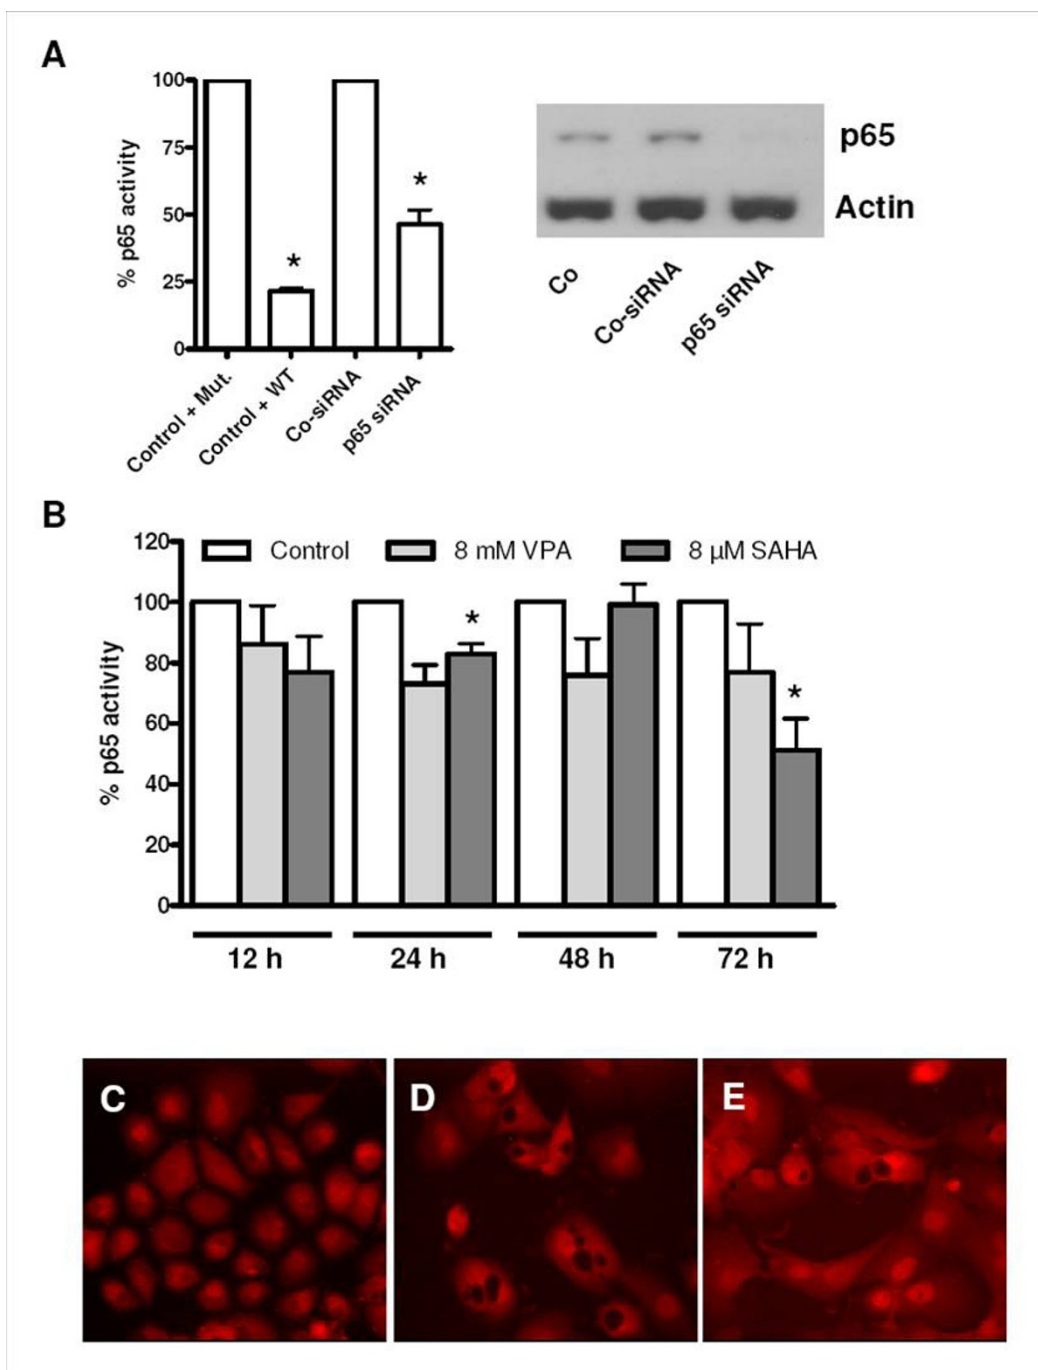 A
% p65 activity
100
75
50
25
0
*
*
Control + Mut.
Control + WT
Co-siRNA
p65 siRNA
p65
Actin
Co
Co-siRNA
p65 siRNA
B
% p65 activity
120
100
80
60
40
20
0
Control 8 mM VPA 8 µM SAHA
*
*
12 h 24 h 48 h 72 h
C D E